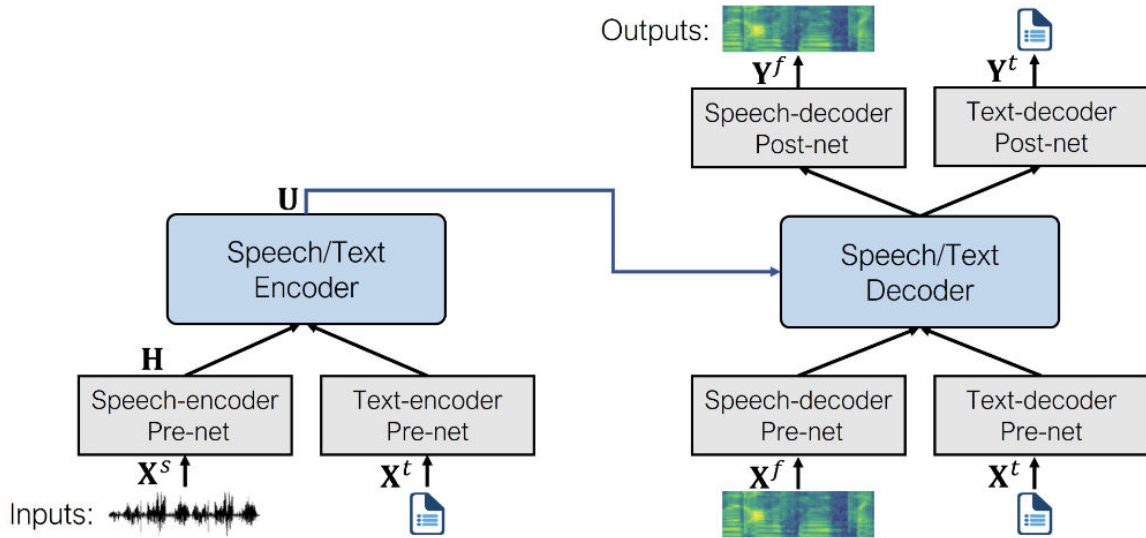 Outputs:
Y^f
Y^t
Speech-decoder
Post-net
Text-decoder
Post-net
U
Speech/Text
Encoder
Speech/Text
Decoder
H
Speech-encoder
Pre-net
Text-encoder
Pre-net
Speech-decoder
Pre-net
Text-decoder
Pre-net
X^s
X^t
X^f
X^t
Inputs: